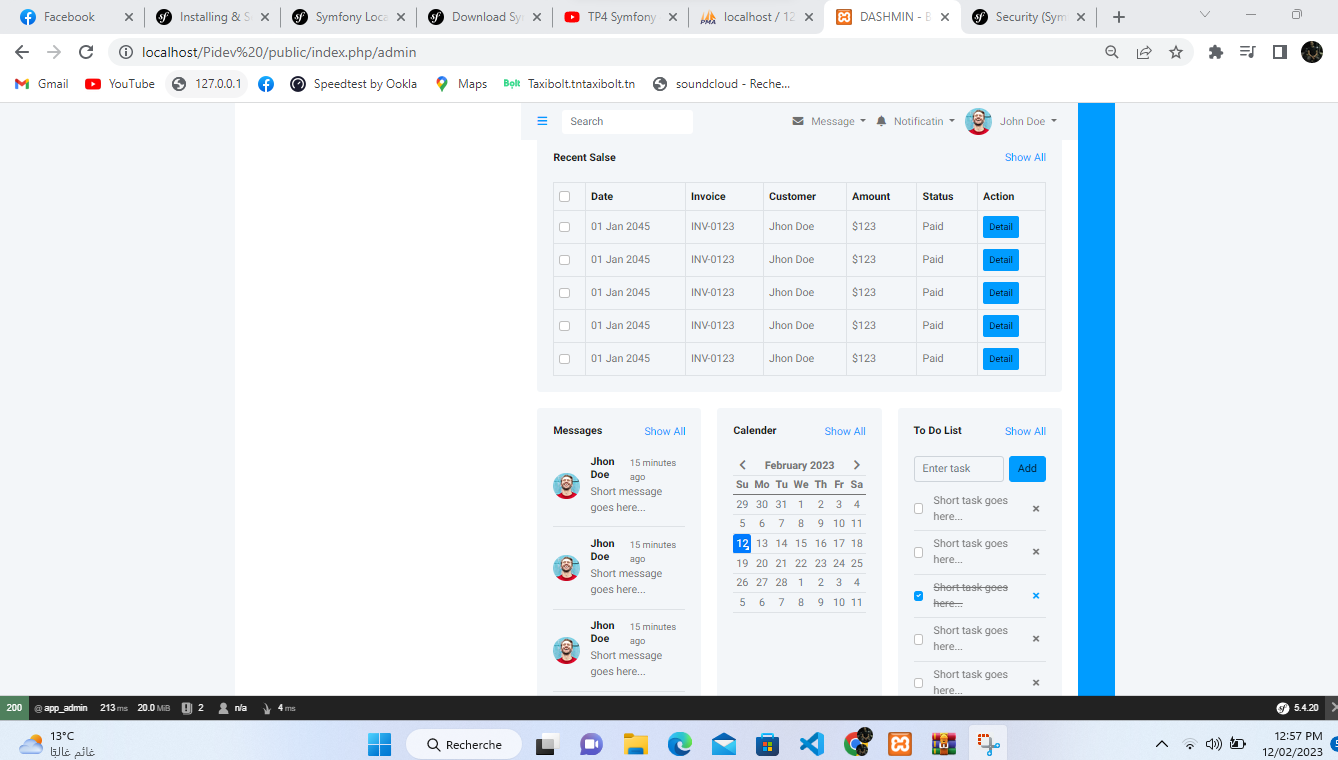 Facebook
Installing & S
Symfony Loca
Download Sy
TP4 Symfony
localhost / 12
DASHMIN - B
Security (Sym
localhost/Pidev%20/public/index.php/admin
Gmail
YouTube
127.0.0.1
Speedtest by Ookla
Maps
Bolt
Taxibolt.tntaxibolt.tn
soundcloud - Reche...
Search
Message
Notificatin
John Doe
Recent Salse
Show All
Date Invoice Customer Amount Status Action
01 Jan 2045 INV-0123 Jhon Doe $123 Paid Detail
01 Jan 2045 INV-0123 Jhon Doe $123 Paid Detail
01 Jan 2045 INV-0123 Jhon Doe $123 Paid Detail
01 Jan 2045 INV-0123 Jhon Doe $123 Paid Detail
01 Jan 2045 INV-0123 Jhon Doe $123 Paid Detail
Messages
Show All
Jhon
Doe
15 minutes
ago
Short message
goes here...
Jhon
Doe
15 minutes
ago
Short message
goes here...
Jhon
Doe
15 minutes
ago
Short message
goes here...
Calender
Show All
February 2023
Su Mo Tu We Th Fr Sa
29 30 31 1 2 3 4
5 6 7 8 9 10 11
12 13 14 15 16 17 18
19 20 21 22 23 24 25
26 27 28 1 2 3 4
5 6 7 8 9 10 11
To Do List
Show All
Enter task
Add
Short task goes
here...
Short task goes
here...
Short task goes
here...
Short task goes
here...
Short task goes
here...
200 @ app_admin 213 ms 20.0 MiB 2 n/a 4 ms
5.4.20
13°C
غائم غالبًا
Recherche
12:57 PM
12/02/2023